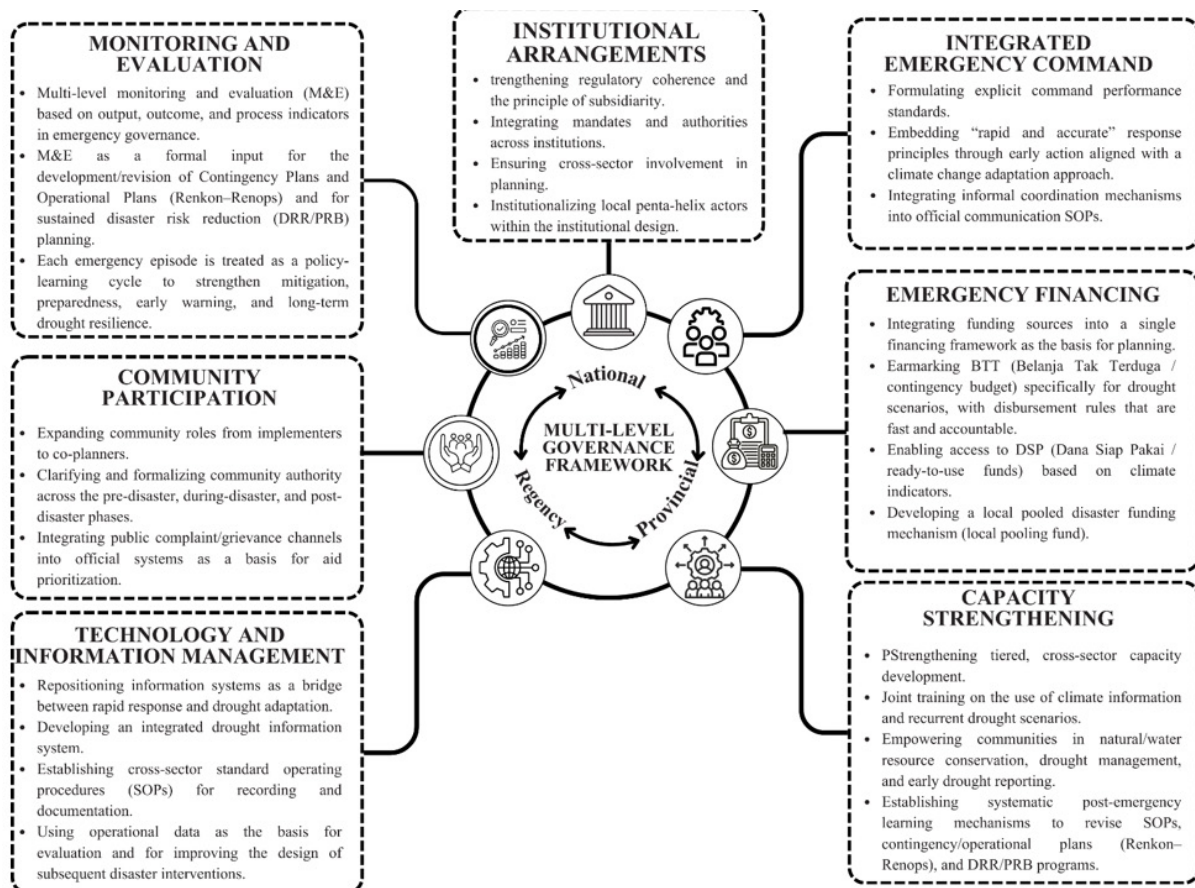 MONITORING AND
EVALUATION
• Multi-level monitoring and evaluation (M&E)
based on output, outcome, and process indicators
in emergency governance.
• M&E as a formal input for the
development/revision of Contingency Plans and
Operational Plans (Renkon–Renops) and for
sustained disaster risk reduction (DRR/PRB)
planning.
• Each emergency episode is treated as a policy-
learning cycle to strengthen mitigation,
preparedness, early warning, and long-term
drought resilience.
INSTITUTIONAL
ARRANGEMENTS
• trengthening regulatory coherence and
the principle of subsidiarity.
• Integrating mandates and authorities
across institutions.
• Ensuring cross-sector involvement in
planning.
• Institutionalizing local penta-helix actors
within the institutional design.
INTEGRATED
EMERGENCY COMMAND
• Formulating explicit command performance
standards.
• Embedding “rapid and accurate” response
principles through early action aligned with a
climate change adaptation approach.
• Integrating informal coordination mechanisms
into official communication SOPs.
COMMUNITY
PARTICIPATION
• Expanding community roles from implementers
to co-planners.
• Clarifying and formalizing community authority
across the pre-disaster, during-disaster, and post-
disaster phases.
• Integrating public complaint/grievance channels
into official systems as a basis for aid
prioritization.
National
MULTI-LEVEL
GOVERNANCE
FRAMEWORK
Regency
Provincial
EMERGENCY FINANCING
• Integrating funding sources into a single
financing framework as the basis for planning.
• Earmarking BTT (Belanja Tak Terduga /
contingency budget) specifically for drought
scenarios, with disbursement rules that are
fast and accountable.
• Enabling access to DSP (Dana Siap Pakai /
ready-to-use funds) based on climate
indicators.
• Developing a local pooled disaster funding
mechanism (local pooling fund).
TECHNOLOGY AND
INFORMATION MANAGEMENT
• Repositioning information systems as a bridge
between rapid response and drought adaptation.
• Developing an integrated drought information
system.
• Establishing cross-sector standard operating
procedures (SOPs) for recording and
documentation.
• Using operational data as the basis for
evaluation and for improving the design of
subsequent disaster interventions.
CAPACITY
STRENGTHENING
• PStrengthening tiered, cross-sector capacity
development.
• Joint training on the use of climate information
and recurrent drought scenarios.
• Empowering communities in natural/water
resource conservation, drought management,
and early drought reporting.
• Establishing systematic post-emergency
learning mechanisms to revise SOPs,
contingency/operational plans (Renkon–
Renops), and DRR/PRB programs.